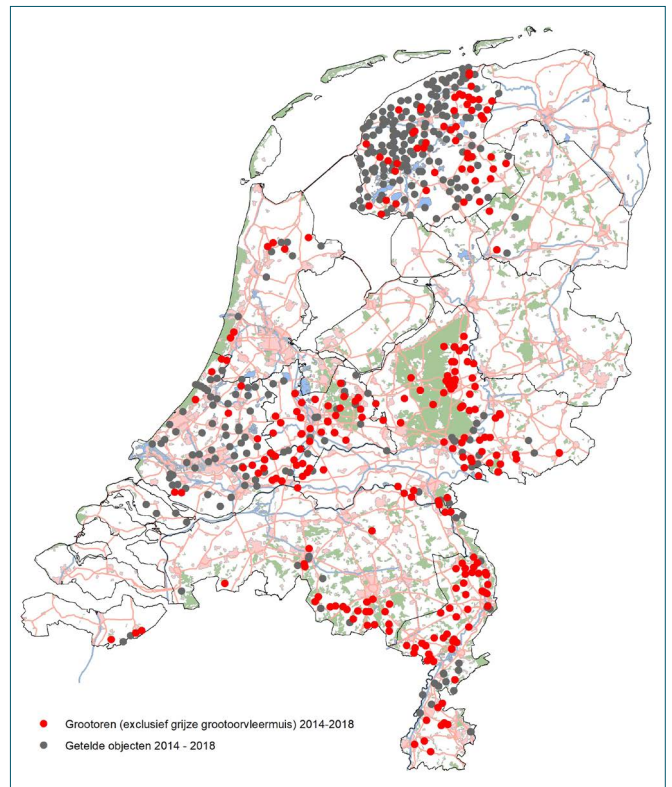 Grootoren (exclusief grijze grootoorvleermuis) 2014-2018
Getelde objecten 2014 - 2018